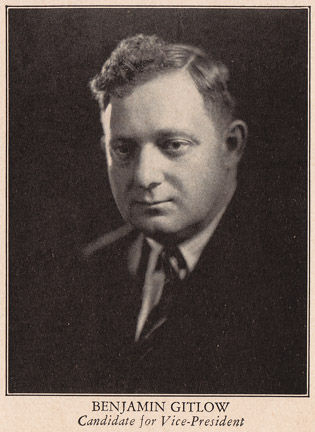 BENJAMIN GITLOW
Candidate for Vice-President